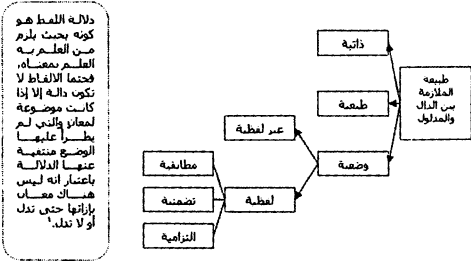 دلالة اللفظ هو
كونه بحيث يلزم
من العلم به
العلم بمعناه،
فحتما الالفاظ لا
تكون دالة إلا إذا
كانت موضوعة
لمعان والتي لم
يطرأ عليها
الوضع منتفية
عنها الدلالة
باعتبار انه ليس
هناك معان
بإزائها حتى تدل
أو لا تدل.
طبيعة
الملازمة
بين الدال
والمدلول
ذاتية
طبعية
وضعية
غير لفظية
لفظية
مطابقية
تضمنية
التزامية